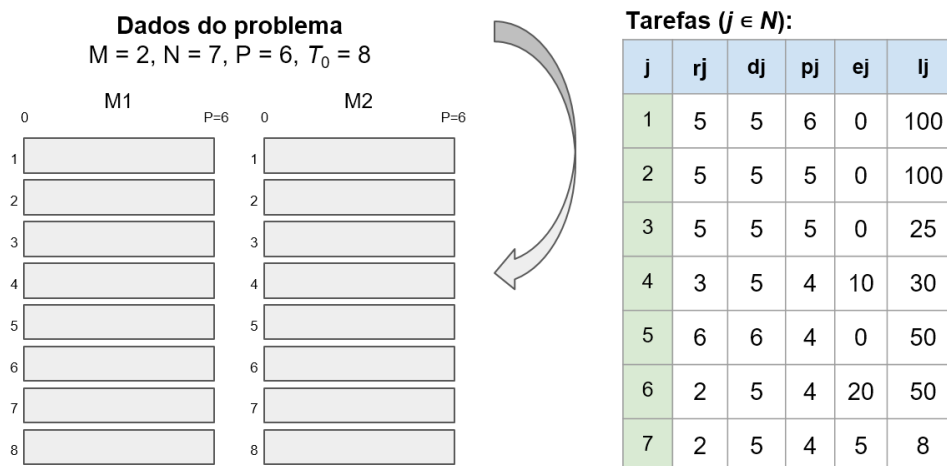 Dados do problema
M = 2, N = 7, P = 6, T₀ = 8
M1
0 P=6
1
2
3
4
5
6
7
8
M2
0 P=6
1
2
3
4
5
6
7
8
Tarefas (j ∈ N):
j rj dj pj ej lj
1 5 5 6 0 100
2 5 5 5 0 100
3 5 5 5 0 25
4 3 5 4 10 30
5 6 6 4 0 50
6 2 5 4 20 50
7 2 5 4 5 8